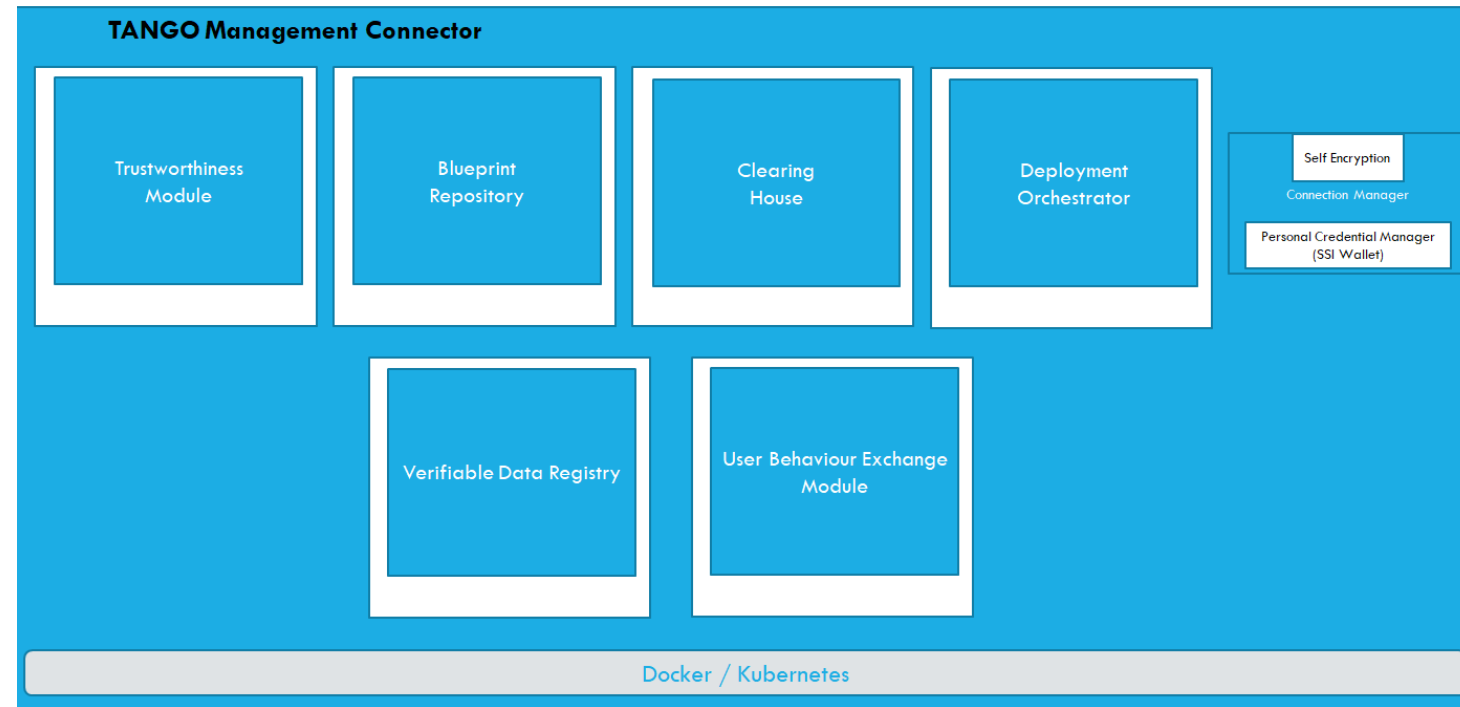 TANGO Management Connector
Trustworthiness
Module
Blueprint
Repository
Clearing
House
Deployment
Orchestrator
Self Encryption
Connection Manager
Personal Credential Manager
(SSI Wallet)
Verifiable Data Registry
User Behaviour Exchange
Module
Docker / Kubernetes